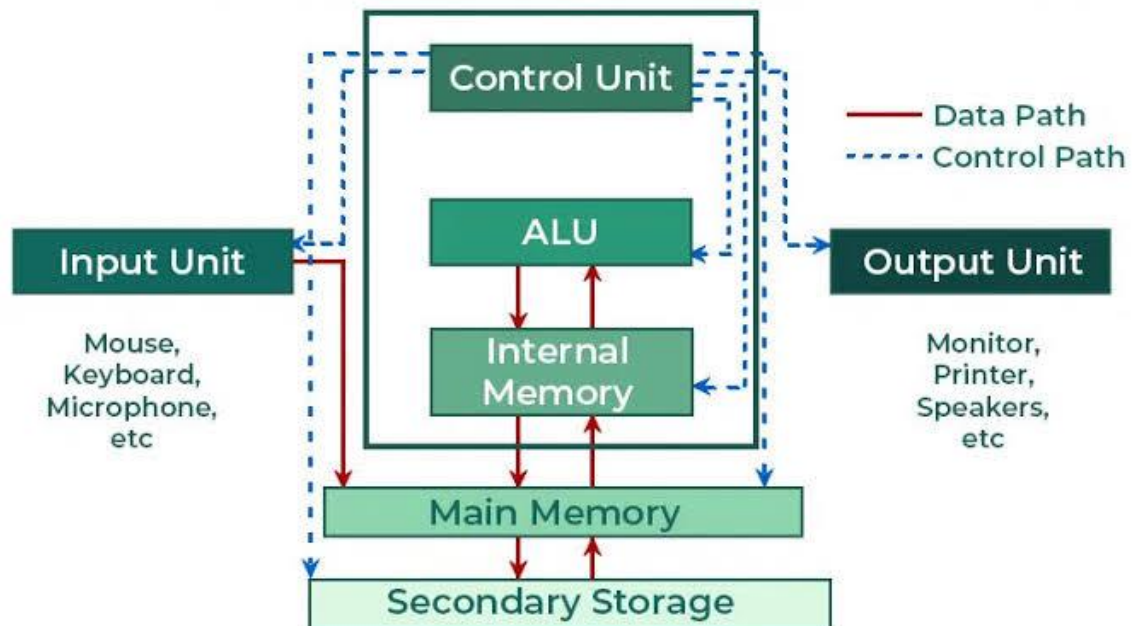 Control Unit
Data Path
Control Path
ALU
Input Unit
Output Unit
Mouse,
Keyboard,
Microphone,
etc
Internal
Memory
Monitor,
Printer,
Speakers,
etc
Main Memory
Secondary Storage